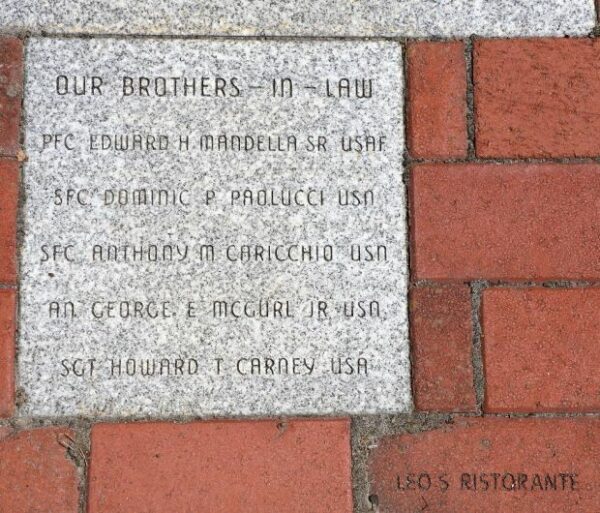 OUR BROTHERS - IN - LAW
PFC EDWARD H MANDELLA SR USAF
SFC DOMINIC P PAOLUCCI USN
SFC ANTHONY M CARICCHIO USN
AN GEORGE E MCGURL JR USN
SGT HOWARD T CARNEY USA
LEO S RISTORANTE